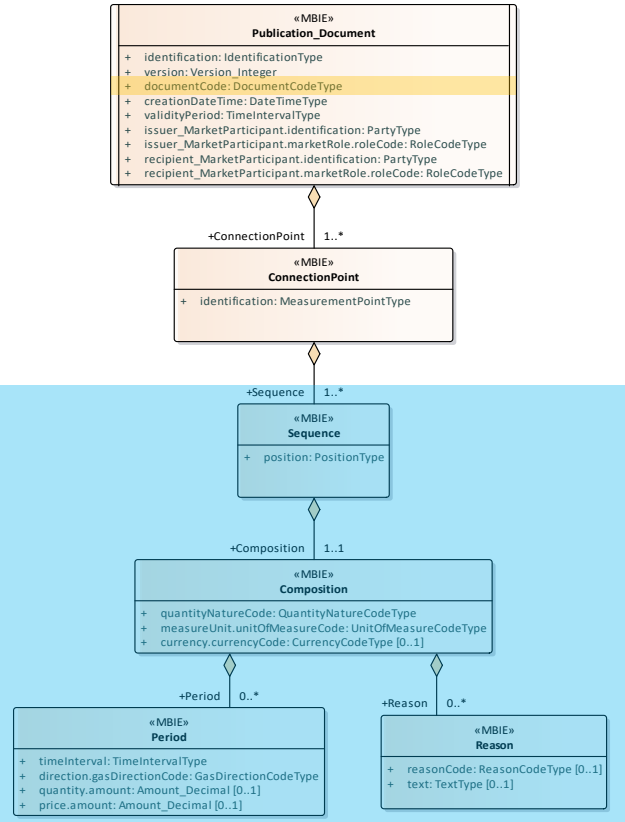 «MBIE»
Publication_Document
+ identification: IdentificationType
+ version: Version_Integer
+ documentCode: DocumentCodeType
+ creationDateTime: DateTimeType
+ validityPeriod: TimeIntervalType
+ issuer_MarketParticipant.identification: PartyType
+ issuer_MarketParticipant.marketRole.roleCode: RoleCodeType
+ recipient_MarketParticipant.identification: PartyType
+ recipient_MarketParticipant.marketRole.roleCode: RoleCodeType
+ConnectionPoint 1..*
«MBIE»
ConnectionPoint
+ identification: MeasurementPointType
+Sequence 1..*
«MBIE»
Sequence
+ position: PositionType
+Composition 1..1
«MBIE»
Composition
+ quantityNatureCode: QuantityNatureCodeType
+ measureUnit.unitOfMeasureCode: UnitOfMeasureCodeType
+ currency.currencyCode: CurrencyCodeType [0..1]
+Period 0..*
«MBIE»
Period
+ timeInterval: TimeIntervalType
+ direction.gasDirectionCode: GasDirectionCodeType
+ quantity.amount: Amount_Decimal [0..1]
+ price.amount: Amount_Decimal [0..1]
+Reason 0..*
«MBIE»
Reason
+ reasonCode: ReasonCodeType [0..1]
+ text: TextType [0..1]